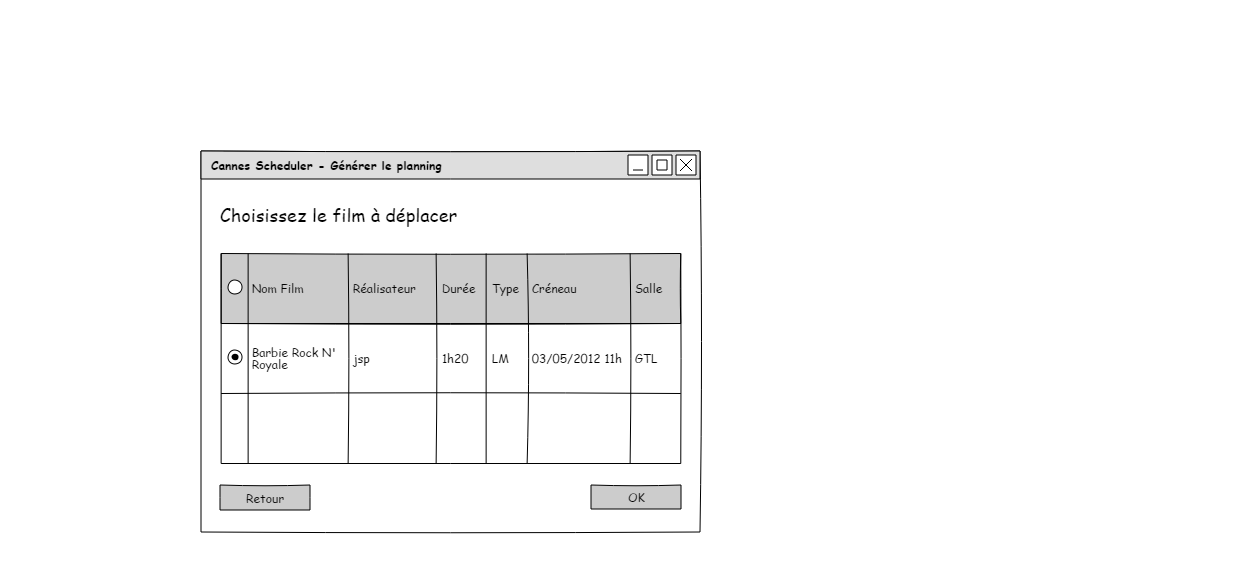 Cannes Scheduler - Générer le planning
Choisissez le film à déplacer
Nom Film Réalisateur Durée Type Créneau Salle
Barbie Rock N'
Royale
jsp 1h20 LM 03/05/2012 11h GTL
Retour OK